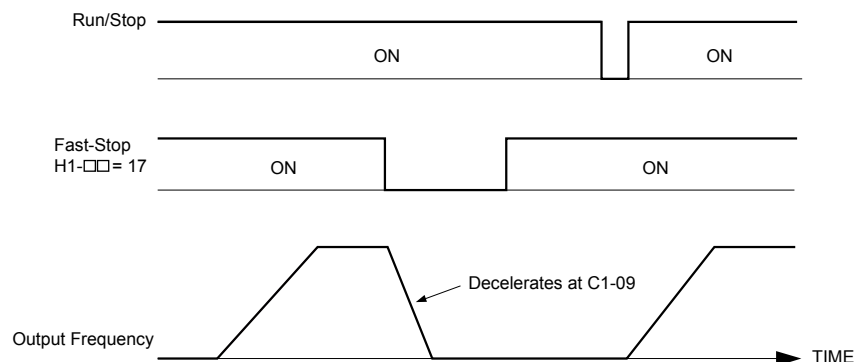 Run/Stop
ON
ON
Fast-Stop
H1-□□= 17
ON
ON
Decelerates at C1-09
Output Frequency
TIME